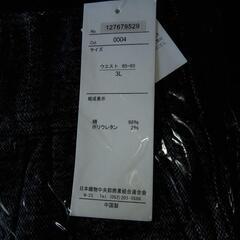 No 127679529
Col. 0004
サイズ
ウエスト 85-93
3L
組成表示
綿 98%
ポリウレタン 2%
日本織物中央卸商業組合連合会
中国製